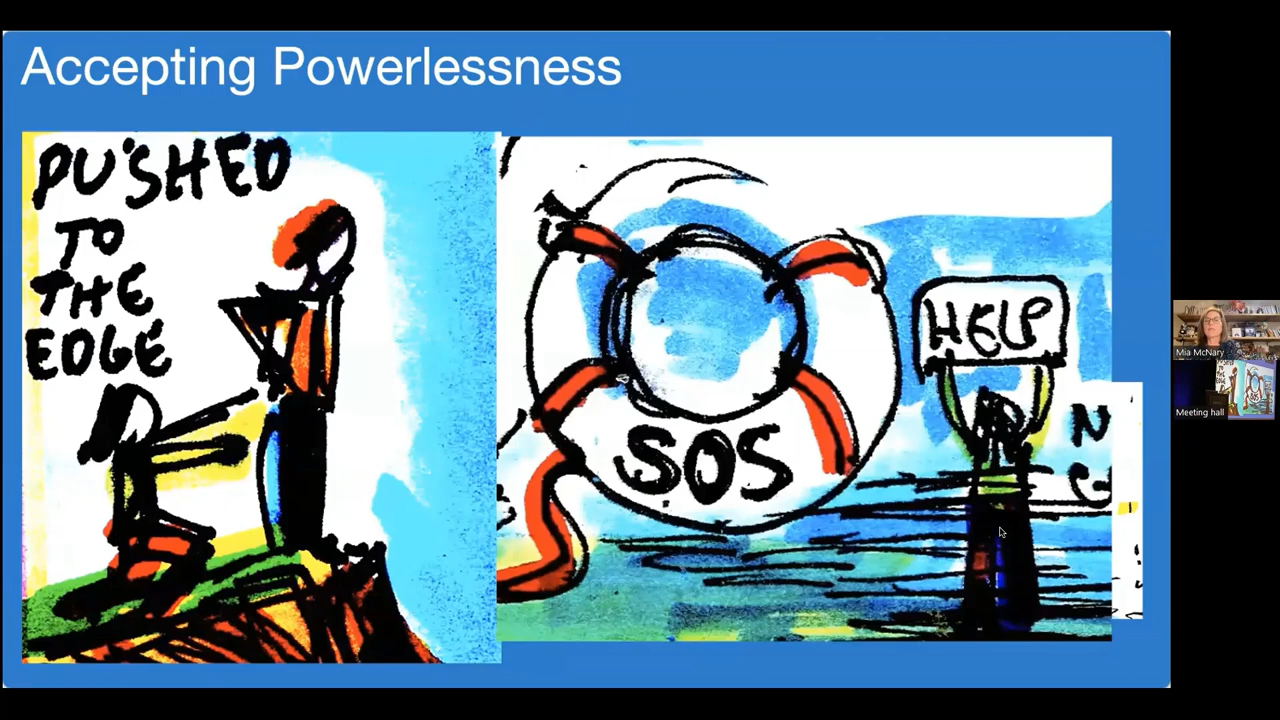 Accepting Powerlessness
PUSHED
TO
THE
EDGE
SOS
HELP
N
Mia McNary
Meeting hall